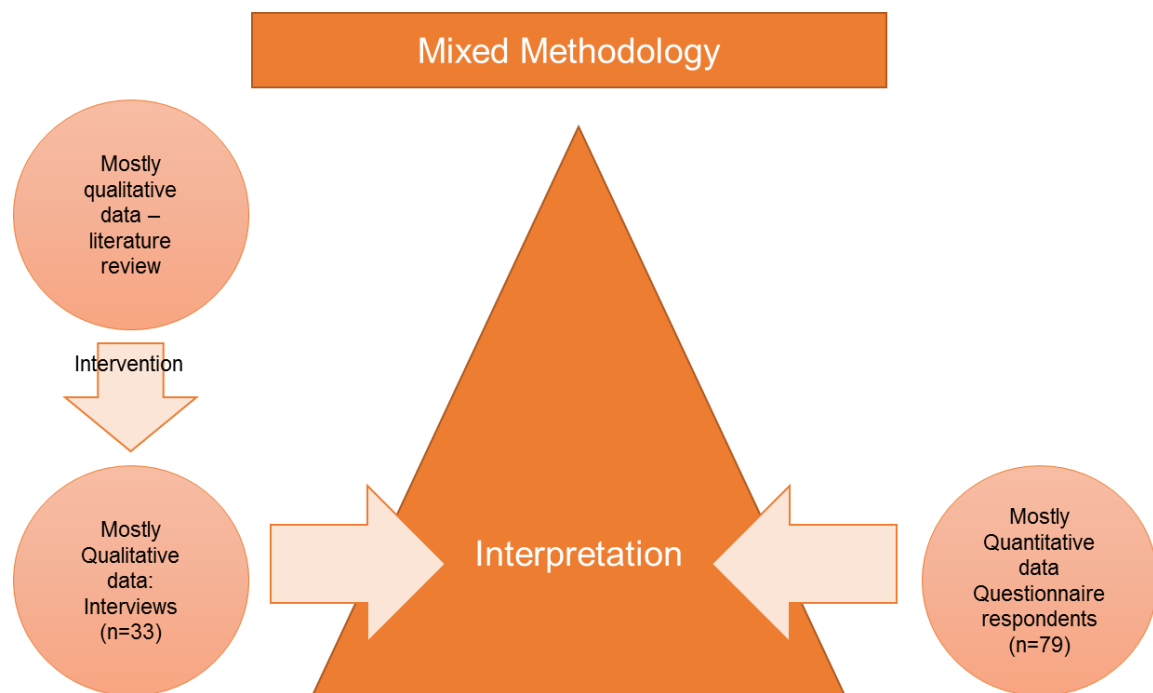 Mixed Methodology
Mostly
qualitative
data –
literature
review
Intervention
Mostly
Qualitative
data:
Interviews
(n=33)
Interpretation
Mostly
Quantitative
data
Questionnaire
respondents
(n=79)